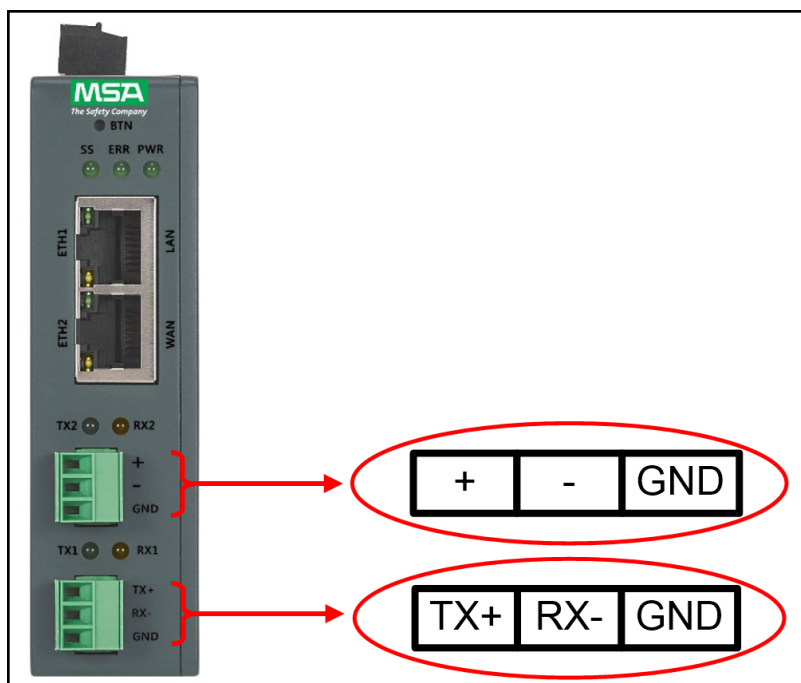 MSA
The Safety Company
BTN
SS ERR PWR
ETH1 LAN
ETH2 WAN
TX2 RX2
+
-
GND
+ - GND
TX1 RX1
TX+
RX-
GND
TX+ RX- GND